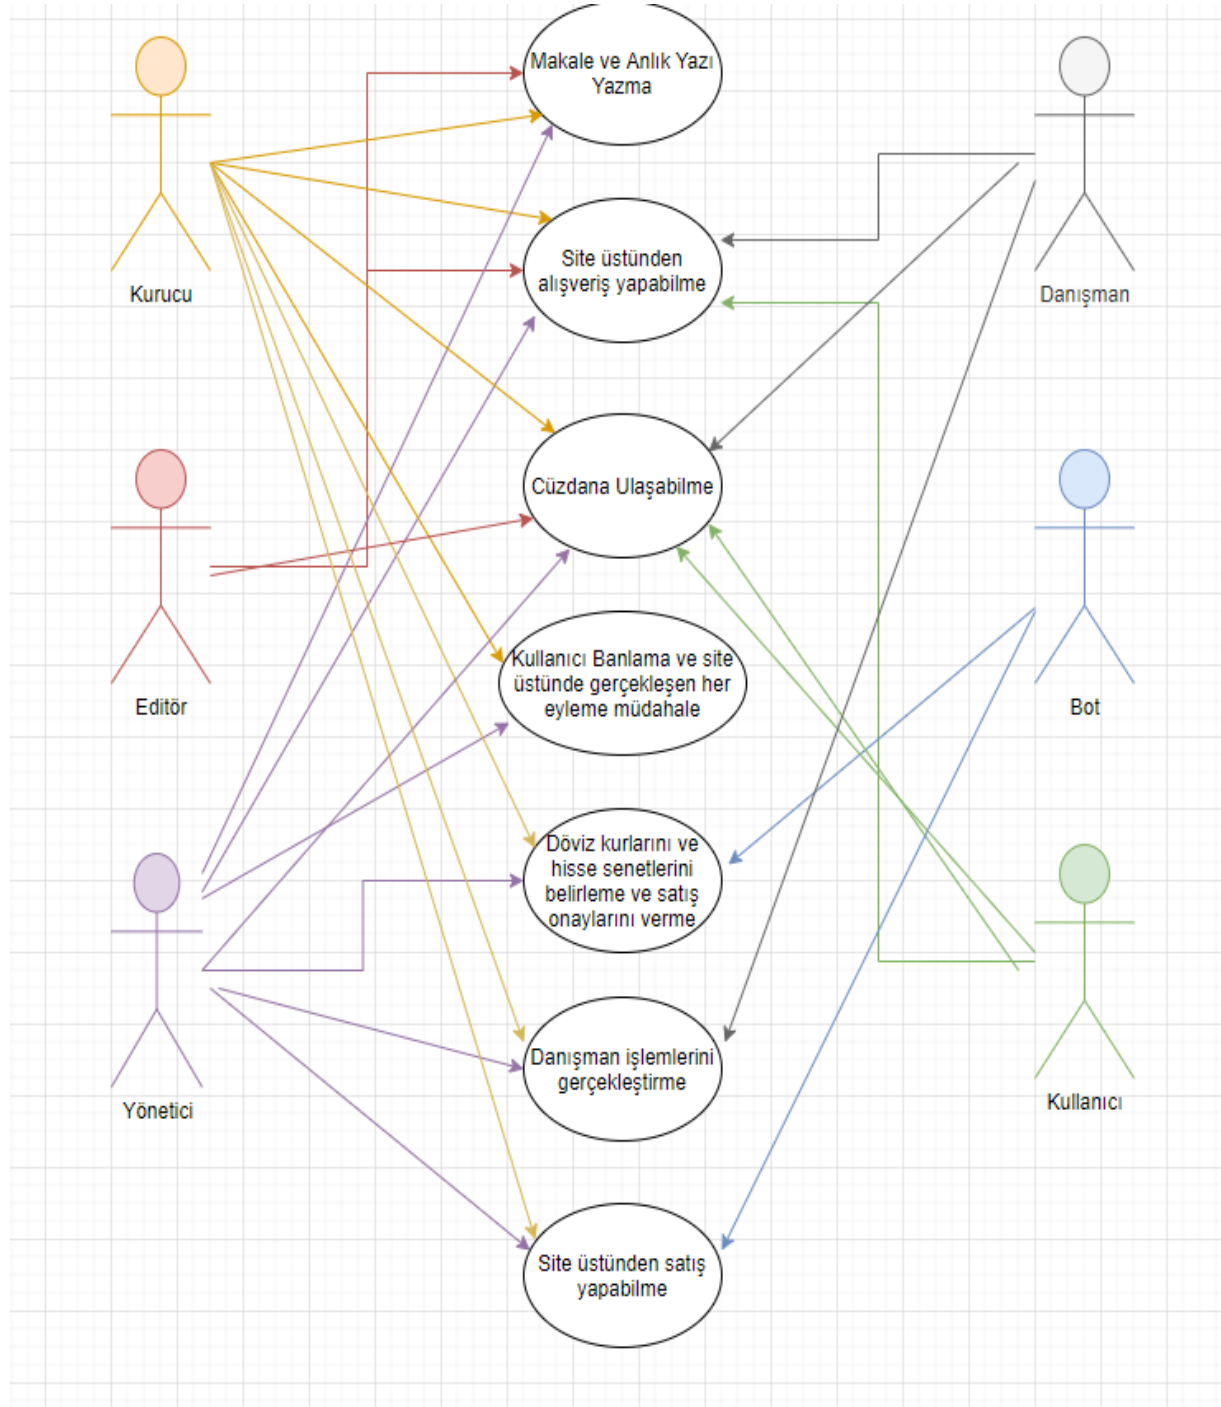 Makale ve Anlık Yazı
Yazma
Kurucu
Site üstünden
alışveriş yapabilme
Danışman
Cüzdana Ulaşabilme
Editör
Kullanıcı Banlama ve site
üstünde gerçekleşen her
eyleme müdahale
Bot
Döviz kurlarını ve
hisse senetlerini
belirleme ve satış
onaylarını verme
Yönetici
Danışman işlemlerini
gerçekleştirme
Kullanıcı
Site üstünden satış
yapabilme